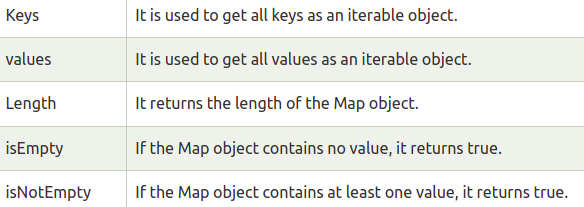 Keys It is used to get all keys as an iterable object.
values It is used to get all values as an iterable object.
Length It returns the length of the Map object.
isEmpty If the Map object contains no value, it returns true.
isNotEmpty If the Map object contains at least one value, it returns true.